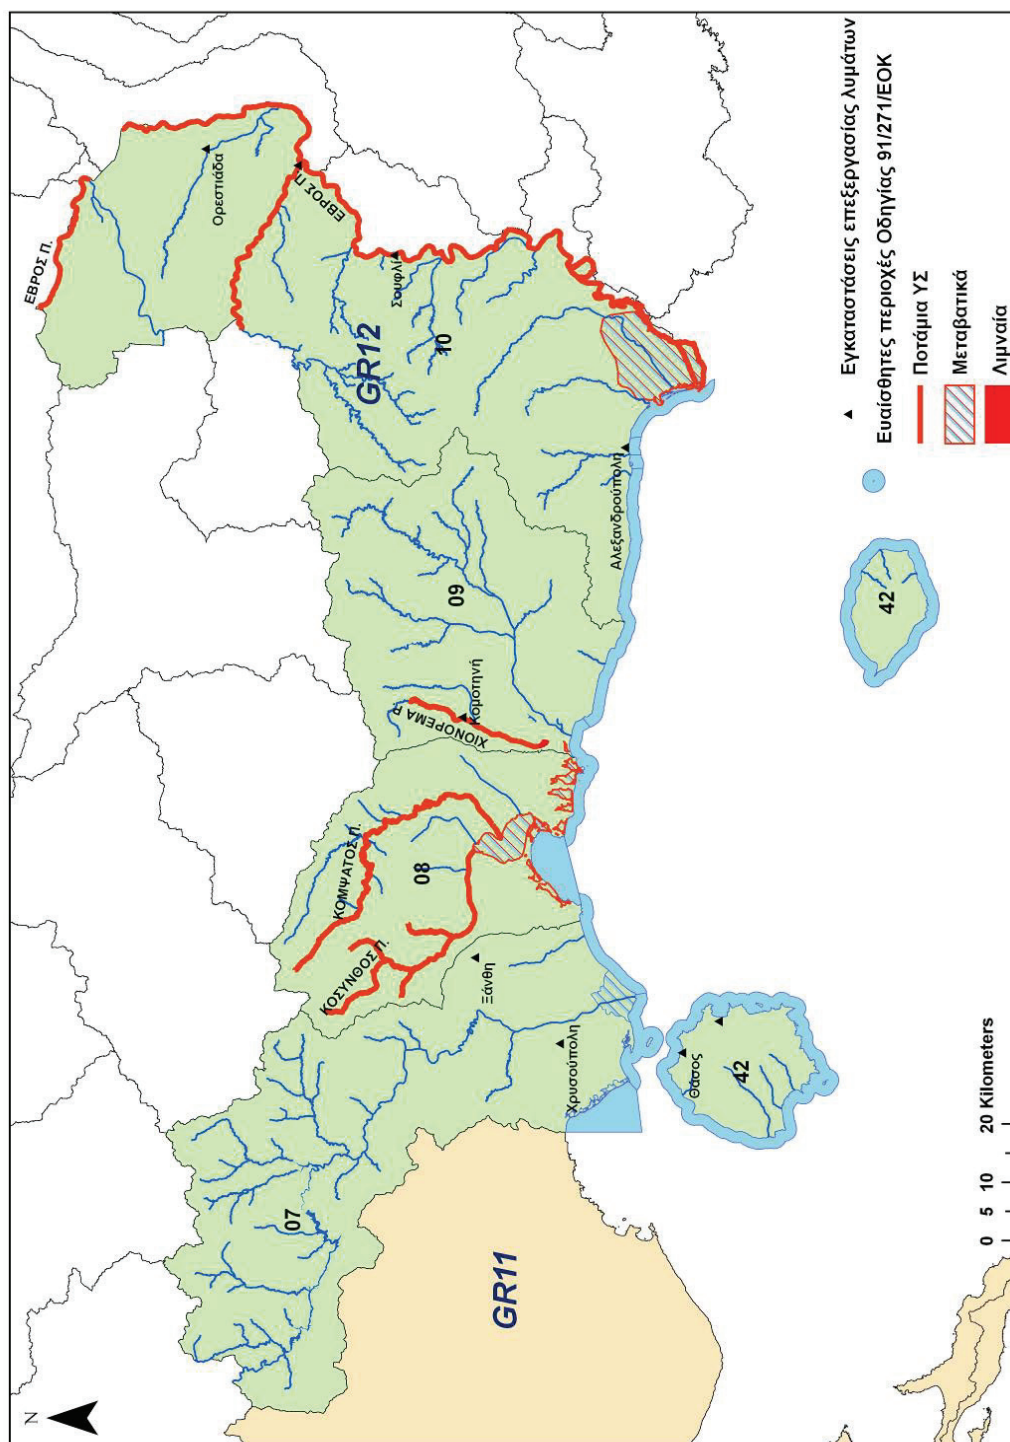 N
ΕΒΡΟΣ Π.
Ορεστιάδα
ΕΒΡΟΣ Π.
Σουφλί
GR12
10
Αλεξανδρούπολη
09
Κομοτηνή
ΧΙΟΝΟΡΕΜΑ Ρ.
ΚΟΜΨΑΤΟΣ Π.
08
ΚΟΣΥΝΘΟΣ Π.
Ξάνθη
Χρυσούπολη
07
GR11
Θάσος
42
42
Εγκαταστάσεις επεξεργασίας λυμάτων
Ευαίσθητες περιοχές Οδηγίας 91/271/ΕΟΚ
Ποτάμια ΥΣ
Μεταβατικά
Λιμναία
0 5 10 20 Kilometers